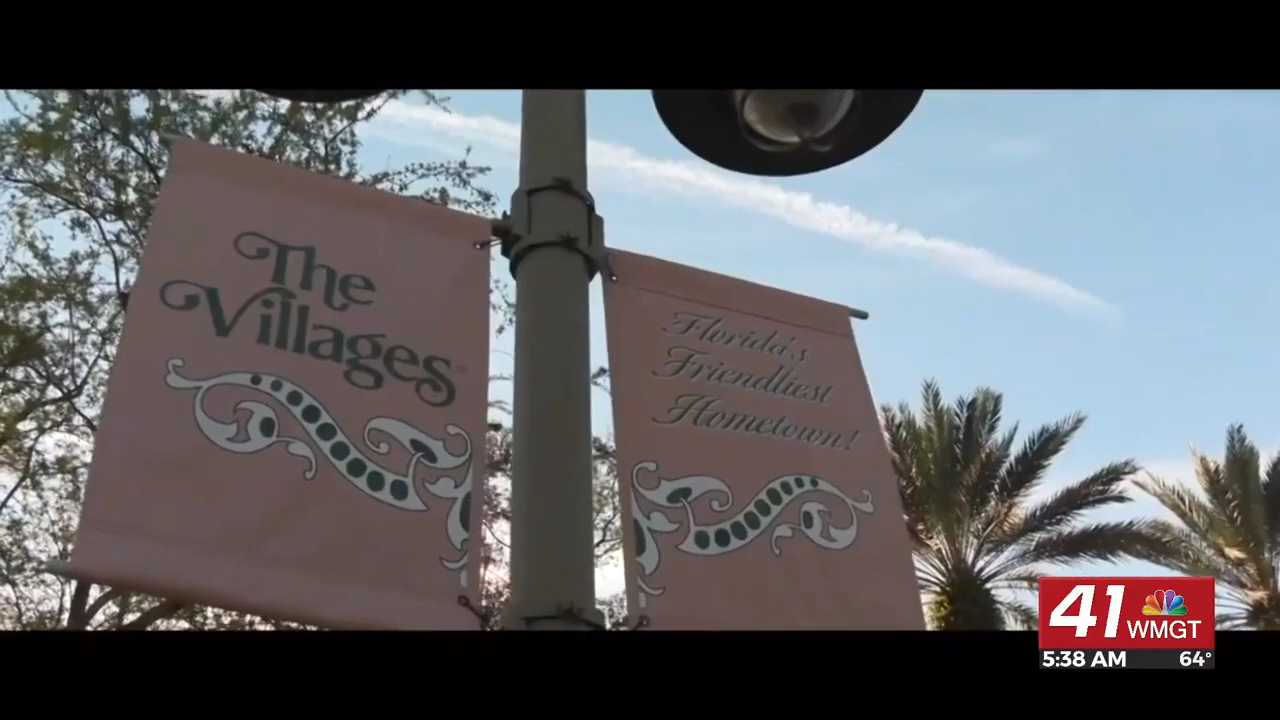 The
Villages
Florida's
Friendliest
Hometown!
41
WMGT
5:38 AM 64°